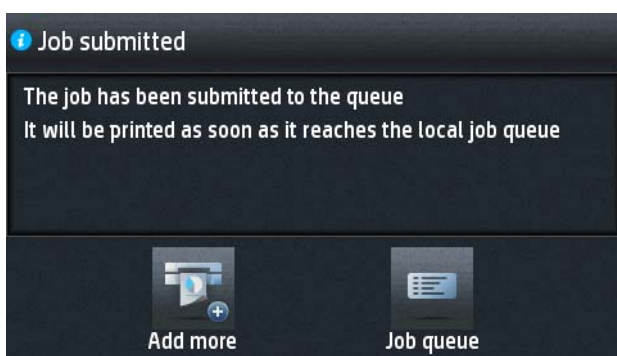 Job submitted
The job has been submitted to the queue
It will be printed as soon as it reaches the local job queue
Add more
Job queue